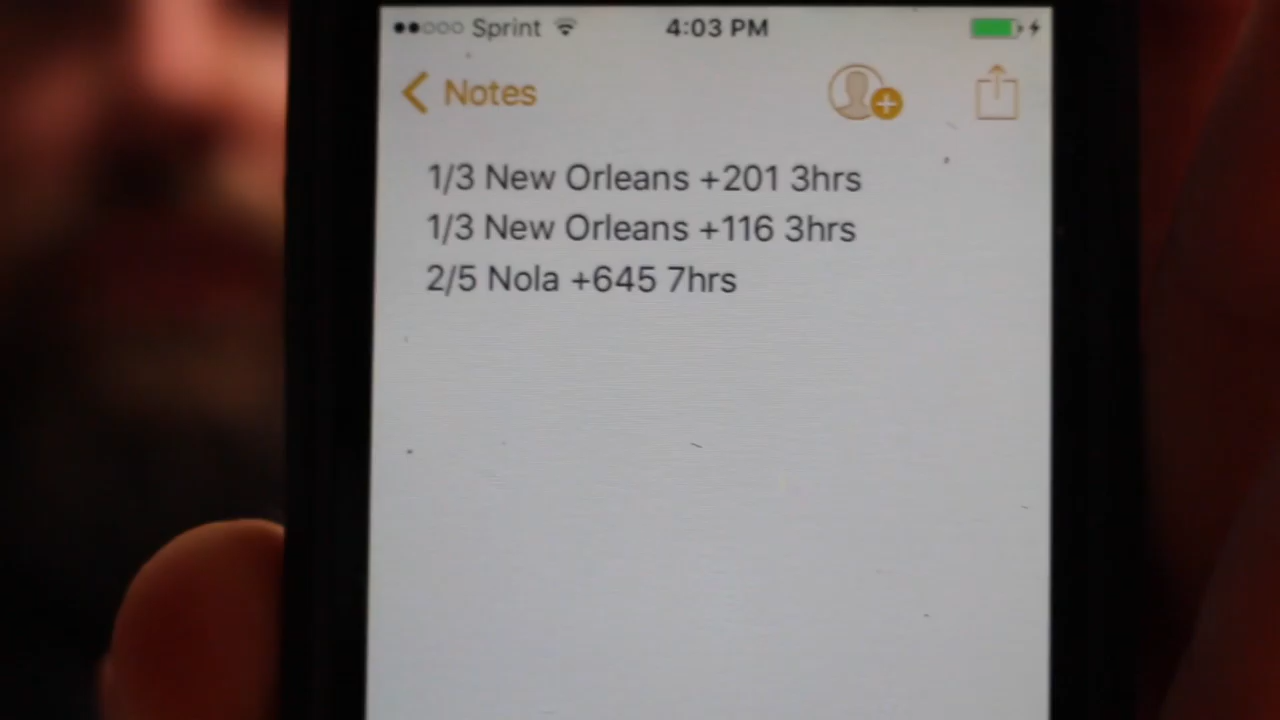 Sprint 4:03 PM
Notes
1/3 New Orleans +201 3hrs
1/3 New Orleans +116 3hrs
2/5 Nola +645 7hrs